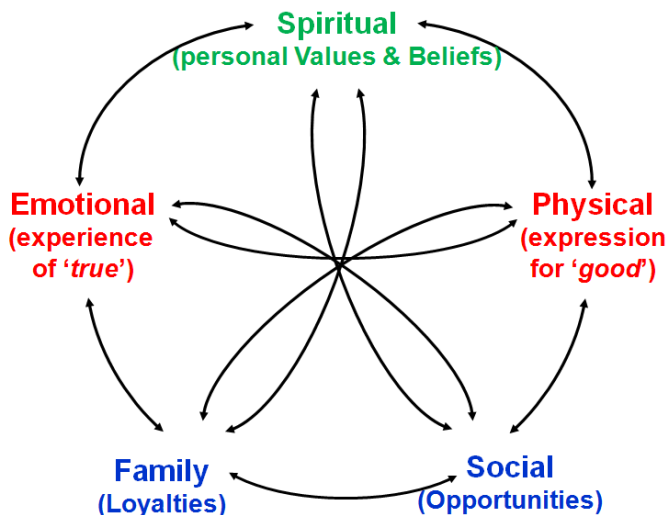 Spiritual
(personal Values & Beliefs)
Emotional
(experience
of ‘true’)
Physical
(expression
for ‘good’)
Family
(Loyalties)
Social
(Opportunities)